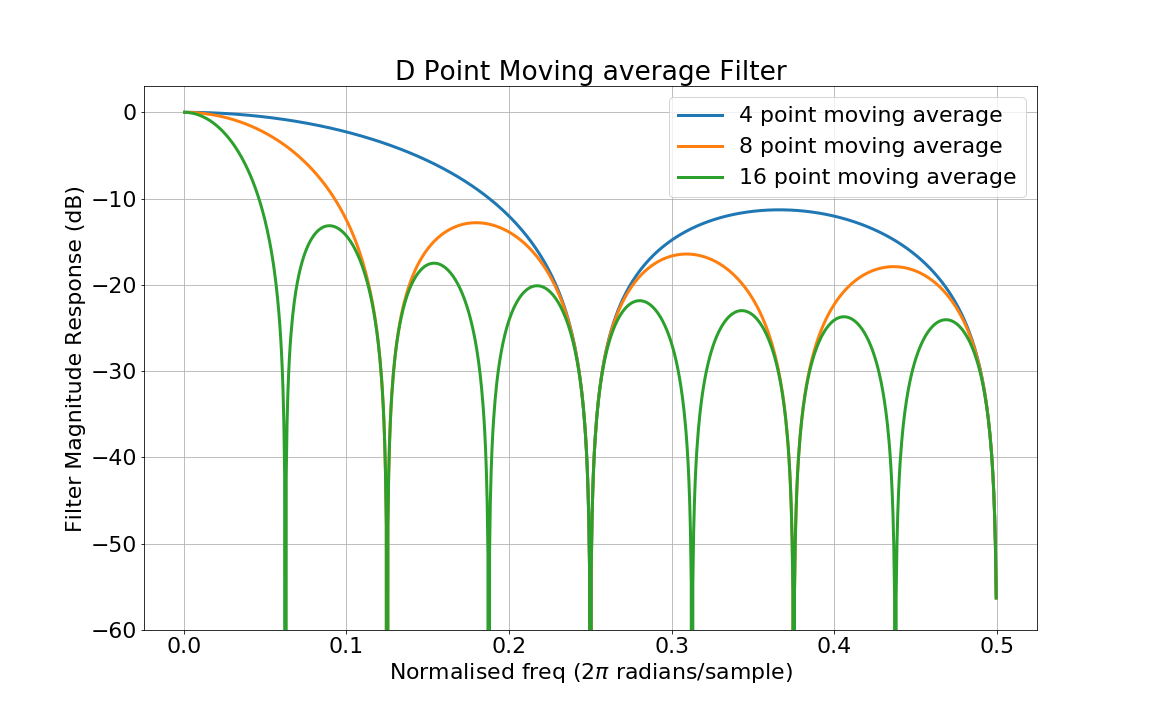 D Point Moving average Filter
4 point moving average
8 point moving average
16 point moving average
Filter Magnitude Response (dB)
0
−10
−20
−30
−40
−50
−60
0.0 0.1 0.2 0.3 0.4 0.5
Normalised freq (2π radians/sample)